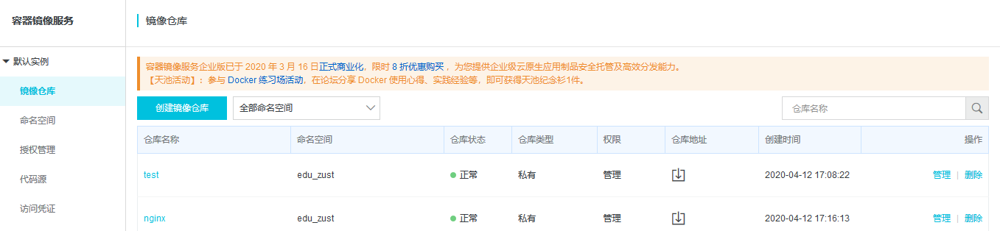 容器镜像服务
镜像仓库
默认实例
镜像仓库
命名空间
授权管理
代码源
访问凭证
容器镜像服务企业版已于 2020 年 3 月 16 日正式商业化，限时 8 折优惠购买 ，为您提供企业级云原生应用制品安全托管及高效分发能力。
【天池活动】：参与 Docker 练习场活动，在论坛分享 Docker 使用心得、实践经验等，即可获得天池纪念衫1件。
创建镜像仓库 全部命名空间 仓库名称
仓库名称 命名空间 仓库状态 仓库类型 权限 仓库地址 创建时间 操作
test edu_zust 正常 私有 管理 2020-04-12 17:08:22 管理 | 删除
nginx edu_zust 正常 私有 管理 2020-04-12 17:16:13 管理 | 删除